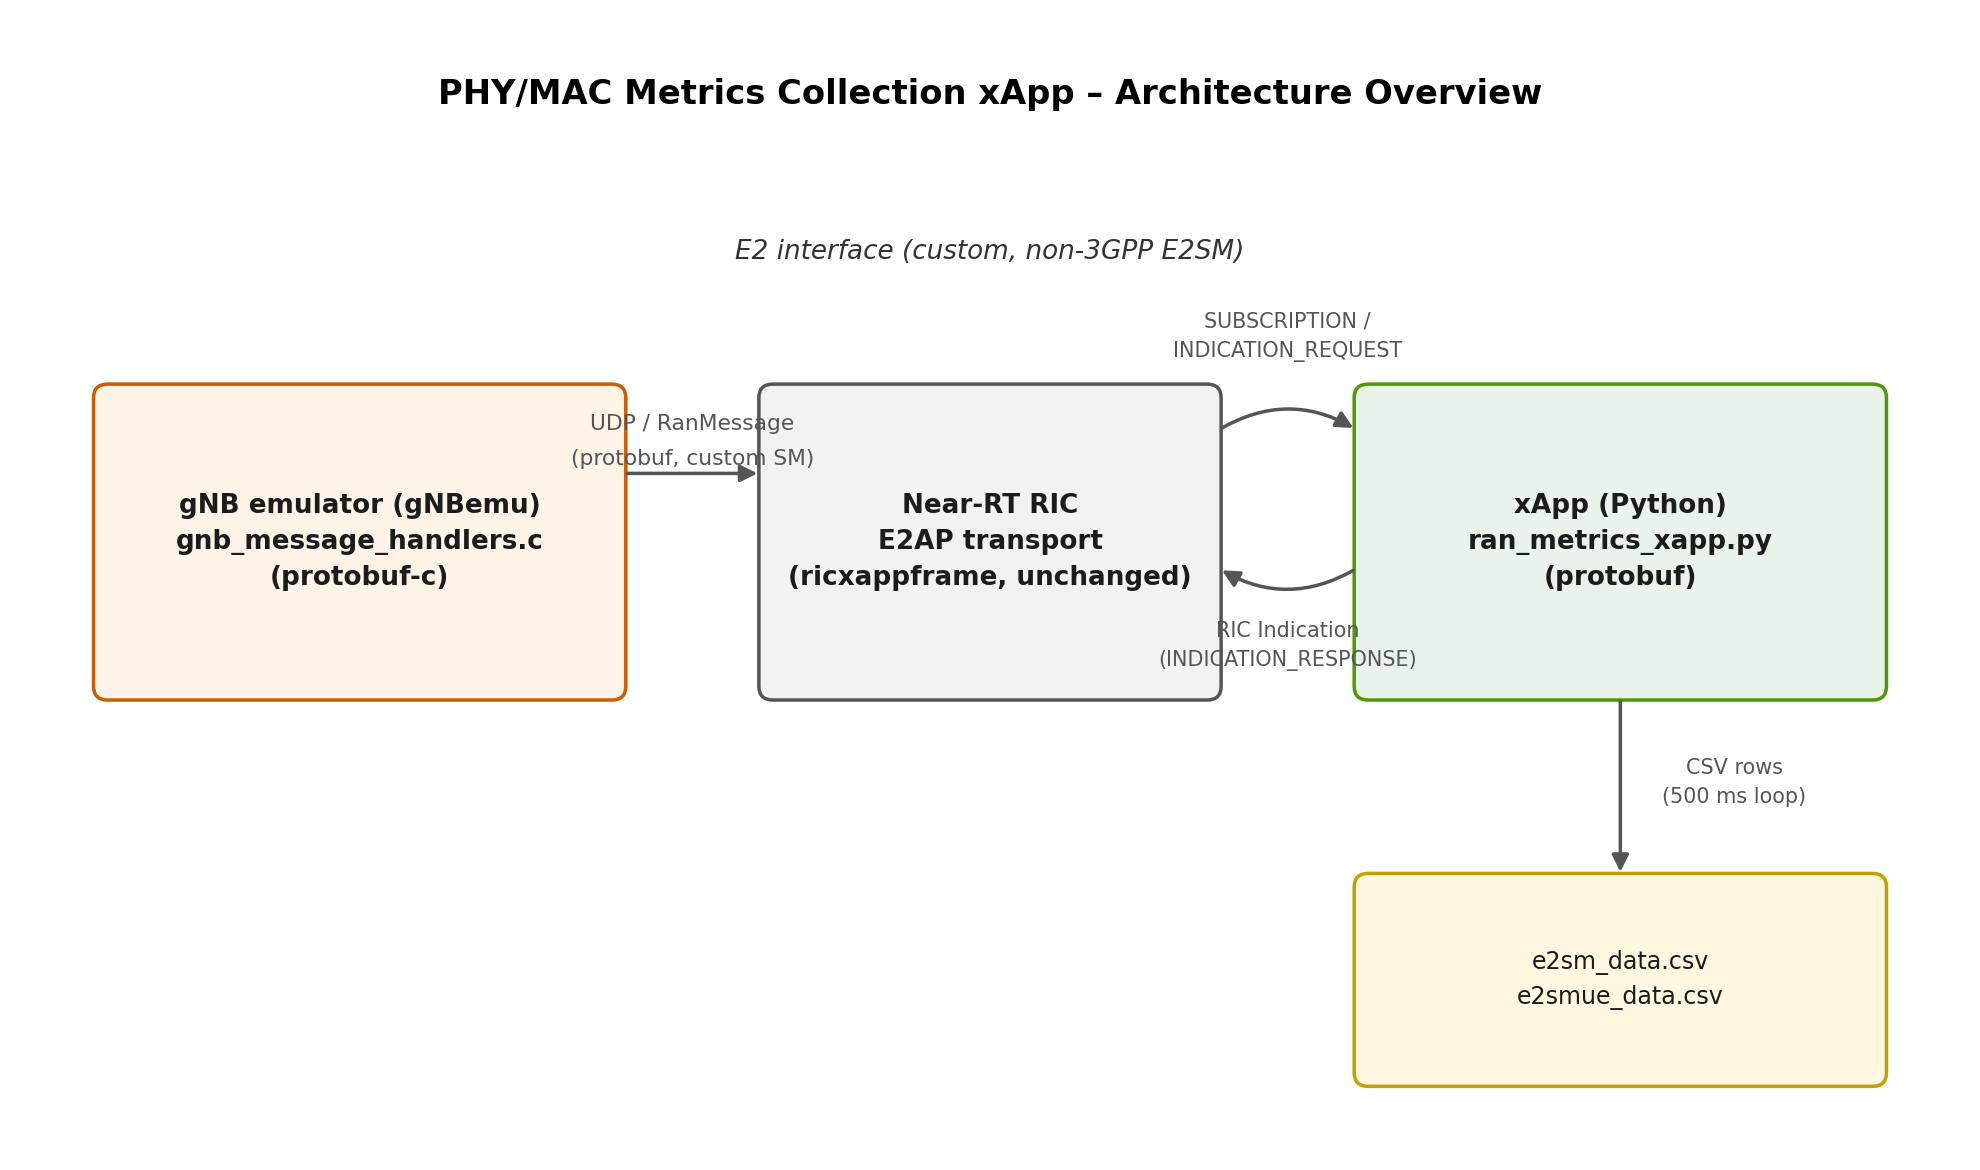 PHY/MAC Metrics Collection xApp – Architecture Overview
E2 interface (custom, non-3GPP E2SM)
SUBSCRIPTION /
INDICATION_REQUEST
UDP / RanMessage
(protobuf, custom SM)
gNB emulator (gNBemu)
gnb_message_handlers.c
(protobuf-c)
Near-RT RIC
E2AP transport
(ricxappframe, unchanged)
xApp (Python)
ran_metrics_xapp.py
(protobuf)
RIC Indication
(INDICATION_RESPONSE)
CSV rows
(500 ms loop)
e2sm_data.csv
e2smue_data.csv